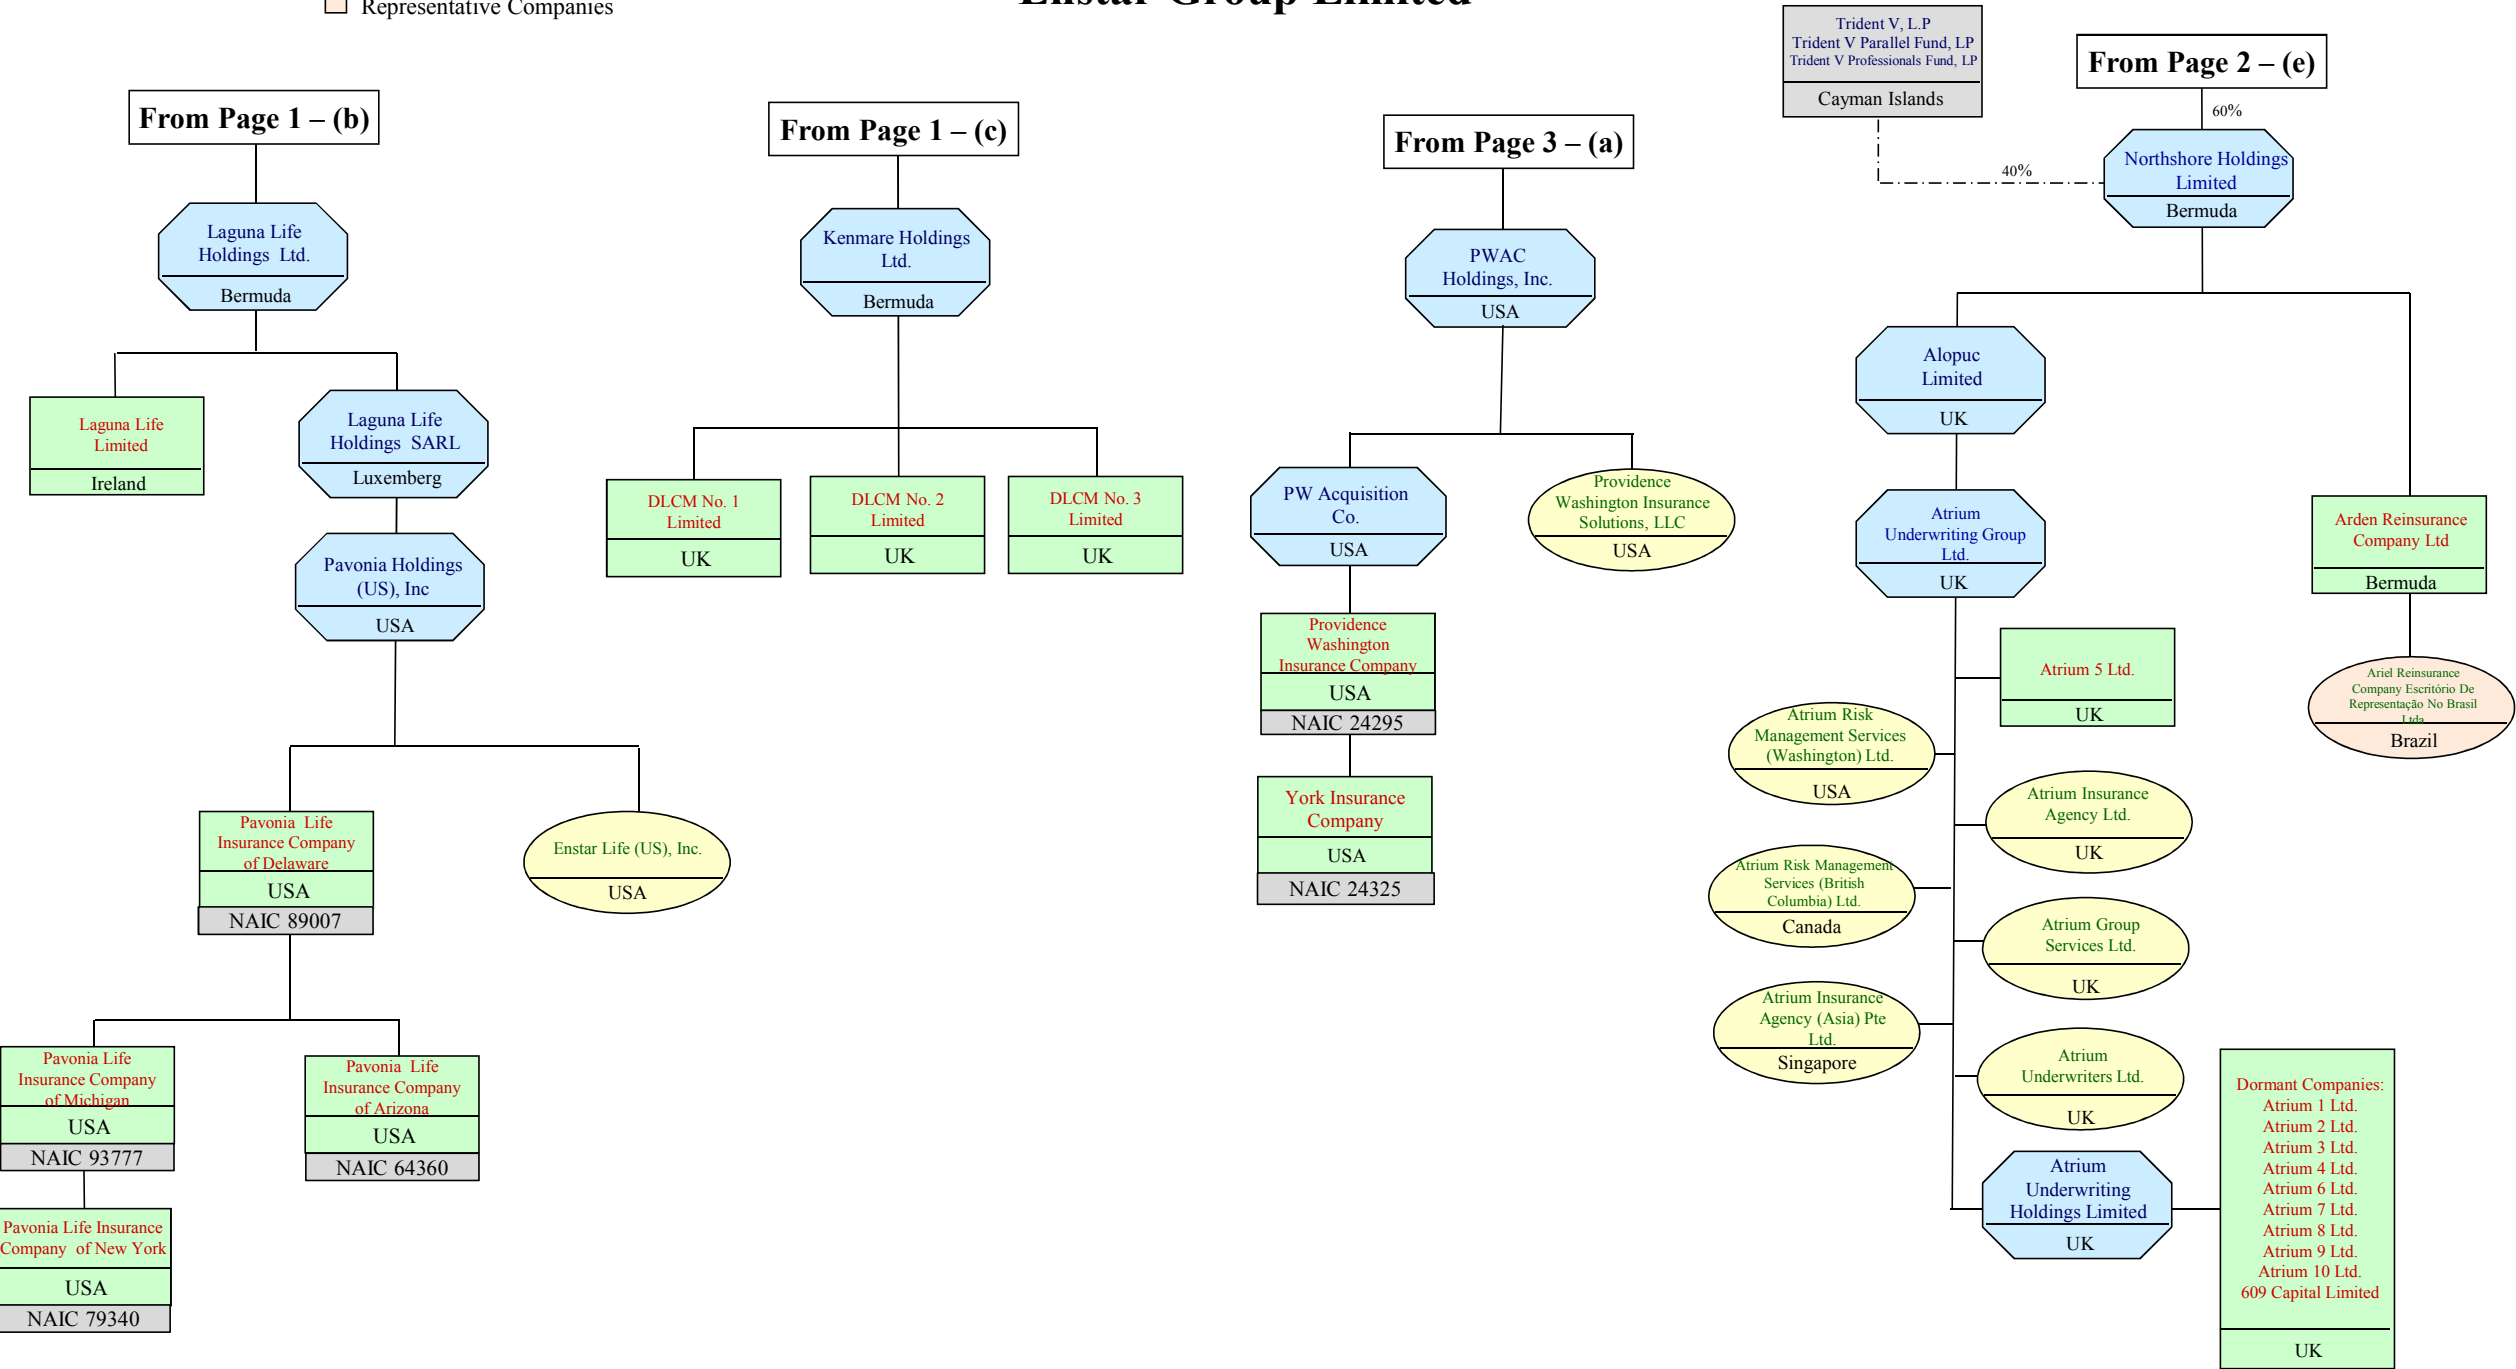 Representative Companies
Enstar Group Limited
From Page 1 – (b)
Laguna Life
Holdings Ltd.
Bermuda
Laguna Life
Limited
Ireland
Laguna Life
Holdings SARL
Luxemberg
Pavonia Holdings
(US), Inc
USA
Pavonia Life
Insurance Company
of Delaware
USA
NAIC 89007
Enstar Life (US), Inc.
USA
Pavonia Life
Insurance Company
of Michigan
USA
NAIC 93777
Pavonia Life
Insurance Company
of Arizona
USA
NAIC 64360
Pavonia Life Insurance
Company of New York
USA
NAIC 79340
From Page 1 – (c)
Kenmare Holdings
Ltd.
Bermuda
DLCM No. 1
Limited
UK
DLCM No. 2
Limited
UK
DLCM No. 3
Limited
UK
From Page 3 – (a)
PWAC
Holdings, Inc.
USA
PW Acquisition
Co.
USA
Providence
Washington Insurance
Solutions, LLC
USA
Providence
Washington
Insurance Company
USA
NAIC 24295
York Insurance
Company
USA
NAIC 24325
Trident V, L.P
Trident V Parallel Fund, LP
Trident V Professionals Fund, LP
Cayman Islands
From Page 2 – (e)
60%
40%
Northshore Holdings
Limited
Bermuda
Alopuc
Limited
UK
Atrium
Underwriting Group
Ltd.
UK
Arden Reinsurance
Company Ltd
Bermuda
Ariel Reinsurance
Company Escritório De
Representação No Brasil
Ltda
Brazil
Atrium 5 Ltd.
UK
Atrium Risk
Management Services
(Washington) Ltd.
USA
Atrium Insurance
Agency Ltd.
UK
Atrium Risk Management
Services (British
Columbia) Ltd.
Canada
Atrium Group
Services Ltd.
UK
Atrium Insurance
Agency (Asia) Pte
Ltd.
Singapore
Atrium
Underwriters Ltd.
UK
Atrium
Underwriting
Holdings Limited
UK
Dormant Companies:
Atrium 1 Ltd.
Atrium 2 Ltd.
Atrium 3 Ltd.
Atrium 4 Ltd.
Atrium 6 Ltd.
Atrium 7 Ltd.
Atrium 8 Ltd.
Atrium 9 Ltd.
Atrium 10 Ltd.
609 Capital Limited
UK